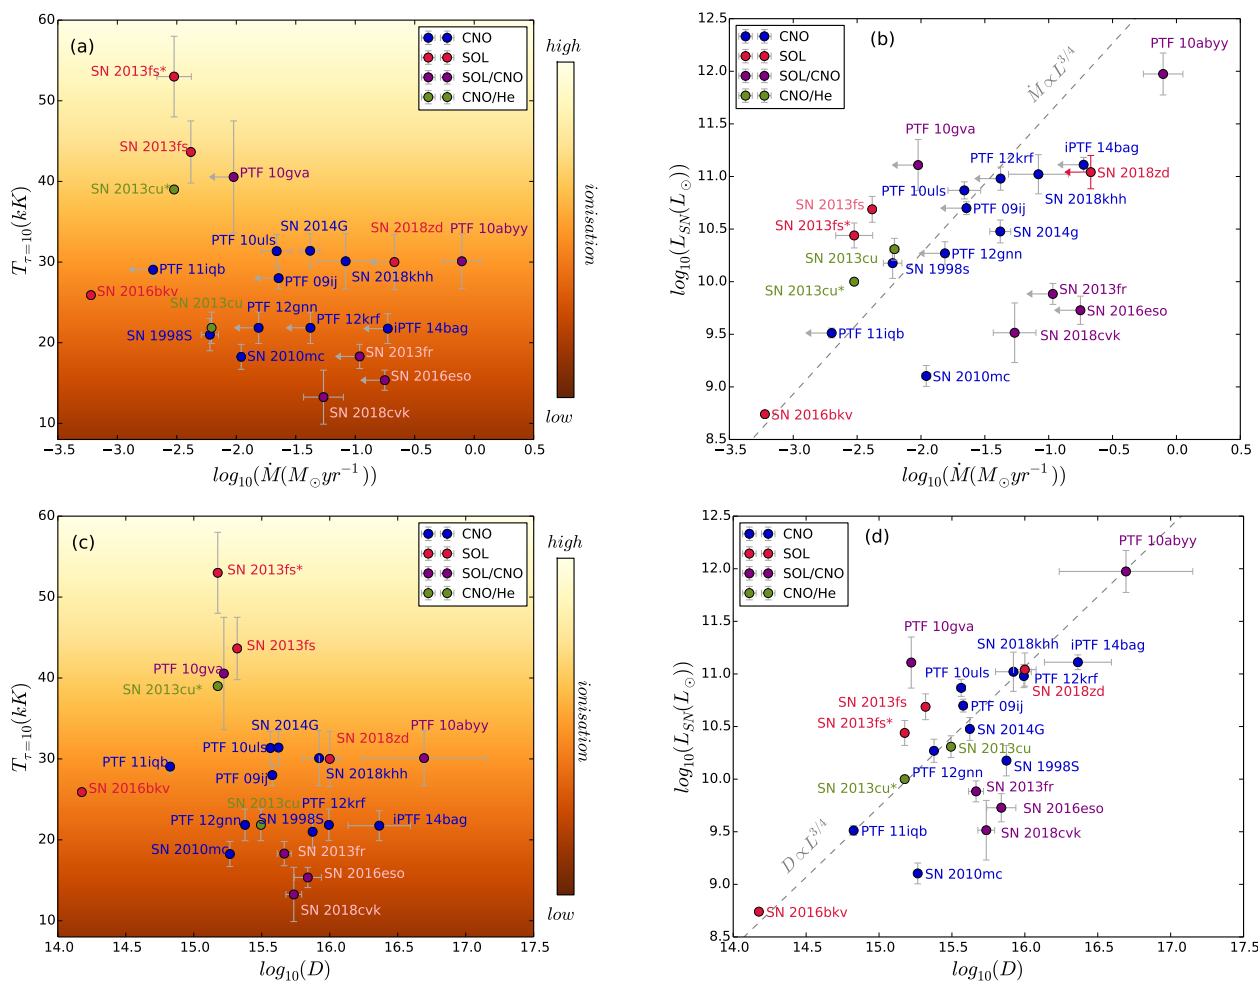 (a)
CNO
SOL
SOL/CNO
CNO/He
SN 2013fs*
SN 2013fs
SN 2013cu*
PTF 10gva
PTF 10uls
SN 2014G
SN 2018zd
PTF 10abyy
PTF 11iqb
PTF 09ij
SN 2018khh
SN 2016bkv
SN 2013cu
SN 1998S
PTF 12gnn
PTF 12krf
iPTF 14bag
SN 2010mc
SN 2013fr
SN 2016eso
SN 2018cvk
60
50
40
30
20
10
T_{τ=10}(kK)
−3.5 −3.0 −2.5 −2.0 −1.5 −1.0 −0.5 0.0 0.5
log₁₀(Ṁ(M_⊙yr⁻¹))
high
ionisation
low
(b)
CNO
SOL
SOL/CNO
CNO/He
Ṁ∝L^{3/4}
PTF 10abyy
PTF 10gva
PTF 12krf
iPTF 14bag
SN 2018zd
PTF 10uls
SN 2018khh
SN 2013fs
PTF 09ij
SN 2013fs*
SN 2014g
SN 2013cu
PTF 12gnn
SN 1998s
SN 2013cu*
SN 2013fr
SN 2016eso
PTF 11iqb
SN 2018cvk
SN 2010mc
SN 2016bkv
12.5
12.0
11.5
11.0
10.5
10.0
9.5
9.0
8.5
log₁₀(L_{SN}(L_⊙))
−3.5 −3.0 −2.5 −2.0 −1.5 −1.0 −0.5 0.0 0.5
log₁₀(Ṁ(M_⊙yr⁻¹))
(c)
CNO
SOL
SOL/CNO
CNO/He
SN 2013fs*
SN 2013fs
PTF 10gva
SN 2013cu*
SN 2014G
PTF 10abyy
PTF 10uls
SN 2018zd
PTF 11iqb
PTF 09ij
SN 2018khh
SN 2016bkv
SN 2013cu
PTF 12krf
PTF 12gnn
SN 1998S
iPTF 14bag
SN 2010mc
SN 2013fr
SN 2016eso
SN 2018cvk
60
50
40
30
20
10
T_{τ=10}(kK)
14.0 14.5 15.0 15.5 16.0 16.5 17.0 17.5
log₁₀(D)
high
ionisation
low
(d)
CNO
SOL
SOL/CNO
CNO/He
PTF 10abyy
PTF 10gva
SN 2018khh
iPTF 14bag
PTF 10uls
PTF 12krf
SN 2018zd
SN 2013fs
PTF 09ij
SN 2013fs*
SN 2014G
SN 2013cu
SN 1998S
PTF 12gnn
SN 2013cu*
SN 2013fr
SN 2016eso
PTF 11iqb
SN 2018cvk
D∝L^{3/4}
SN 2010mc
SN 2016bkv
12.5
12.0
11.5
11.0
10.5
10.0
9.5
9.0
8.5
log₁₀(L_{SN}(L_⊙))
14.0 14.5 15.0 15.5 16.0 16.5 17.0 17.5
log₁₀(D)